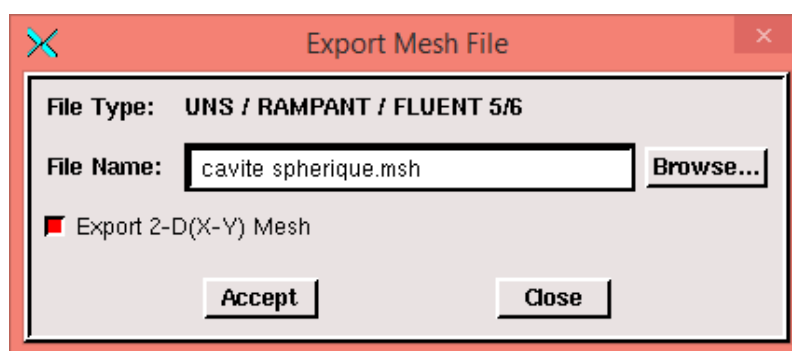 Export Mesh File
File Type: UNS / RAMPANT / FLUENT 5/6
File Name: cavite spherique.msh Browse...
Export 2-D(X-Y) Mesh
Accept Close